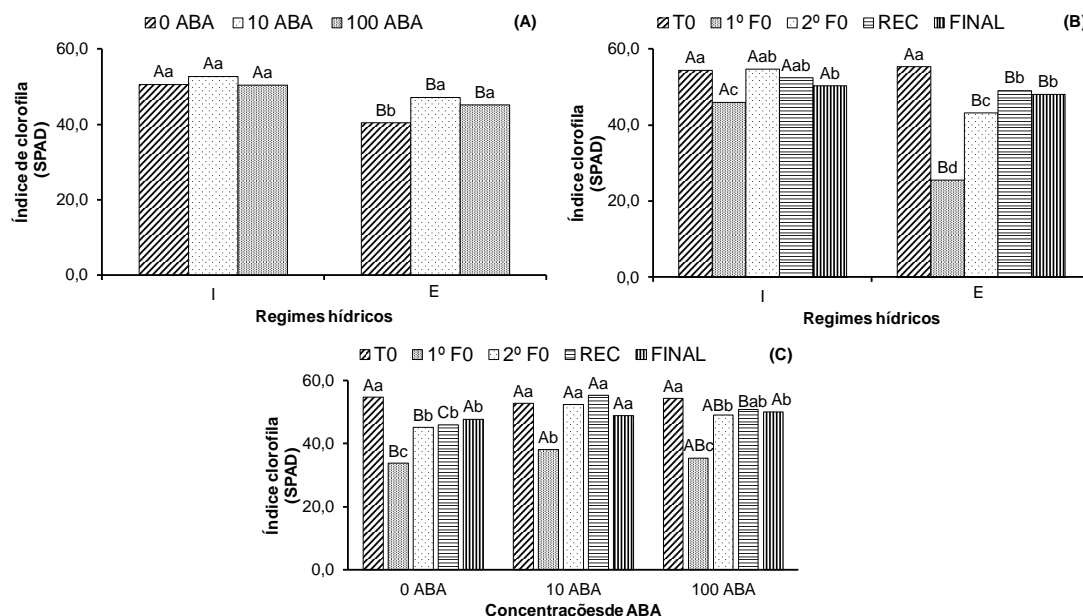 0 ABA 10 ABA 100 ABA (A)
60,0
40,0
20,0
0,0
Índice de clorofila
(SPAD)
Aa Aa Aa
Bb Ba Ba
I E
Regimes hídricos
T0 1º F0 2º F0 REC FINAL (B)
60,0
40,0
20,0
0,0
Índice clorofila
(SPAD)
Aa Ac Aab Aab Ab
Aa Bd Bc Bb Bb
I E
Regimes hídricos
T0 1º F0 2º F0 REC FINAL (C)
60,0
40,0
20,0
0,0
Índice clorofila
(SPAD)
Aa Bc Bb Cb Ab
Aa Ab Aa Aa Aa
Aa ABc ABb Bab Ab
0 ABA 10 ABA 100 ABA
Concentraçõesde ABA